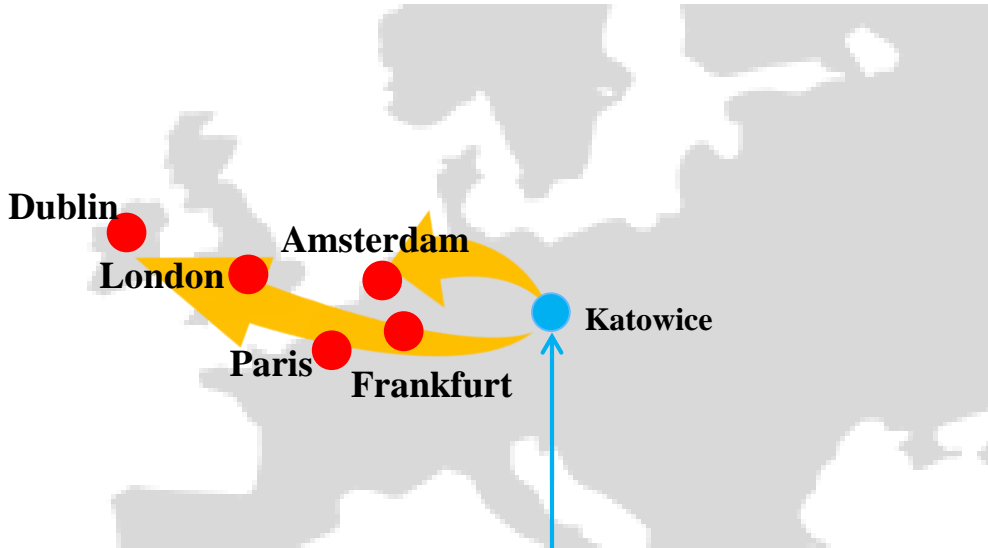 Dublin
Amsterdam
London
Katowice
Paris
Frankfurt